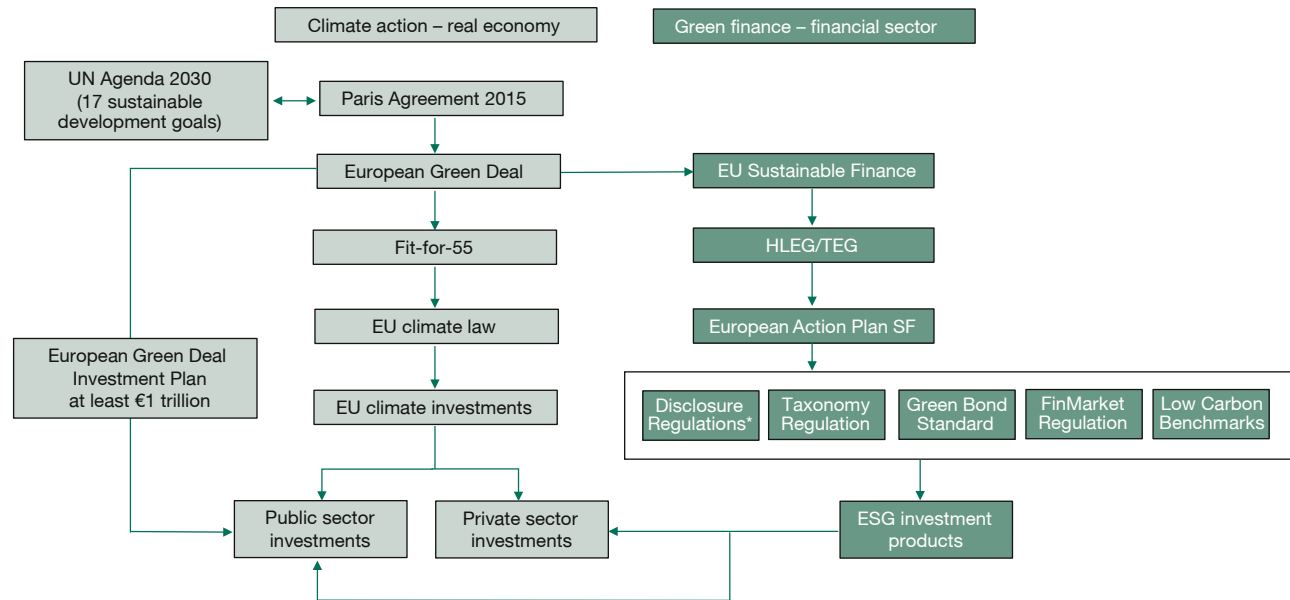 Climate action – real economy
Green finance – financial sector
UN Agenda 2030
(17 sustainable
development goals)
Paris Agreement 2015
European Green Deal
EU Sustainable Finance
Fit-for-55
HLEG/TEG
EU climate law
European Action Plan SF
European Green Deal
Investment Plan
at least €1 trillion
EU climate investments
Disclosure
Regulations*
Taxonomy
Regulation
Green Bond
Standard
FinMarket
Regulation
Low Carbon
Benchmarks
Public sector
investments
Private sector
investments
ESG investment
products